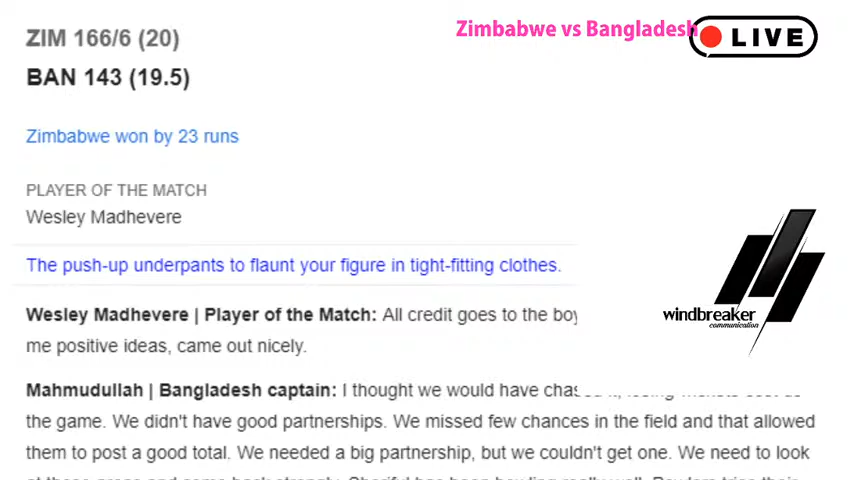 ZIM 166/6 (20)
Zimbabwe vs Bangladesh
LIVE
BAN 143 (19.5)
Zimbabwe won by 23 runs
PLAYER OF THE MATCH
Wesley Madhevere
The push-up underpants to flaunt your figure in tight-fitting clothes.
windbreaker
communication
Wesley Madhevere | Player of the Match: All credit goes to the boy
me positive ideas, came out nicely.
Mahmudullah | Bangladesh captain: I thought we would have chas
the game. We didn't have good partnerships. We missed few chances in the field and that allowed
them to post a good total. We needed a big partnership, but we couldn't get one. We need to look